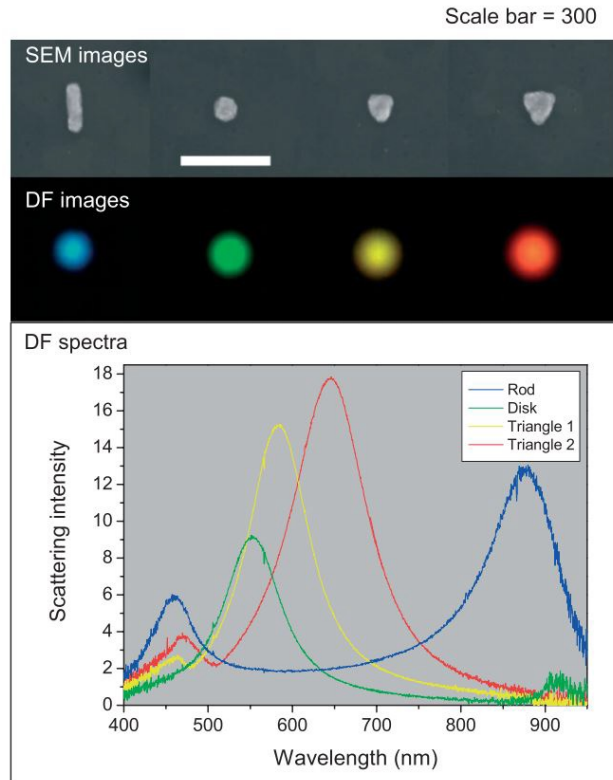 Scale bar = 300
SEM images
DF images
DF spectra
18
16
14
12
10
8
6
4
2
0
Scattering intensity
Rod
Disk
Triangle 1
Triangle 2
400 500 600 700 800 900
Wavelength (nm)